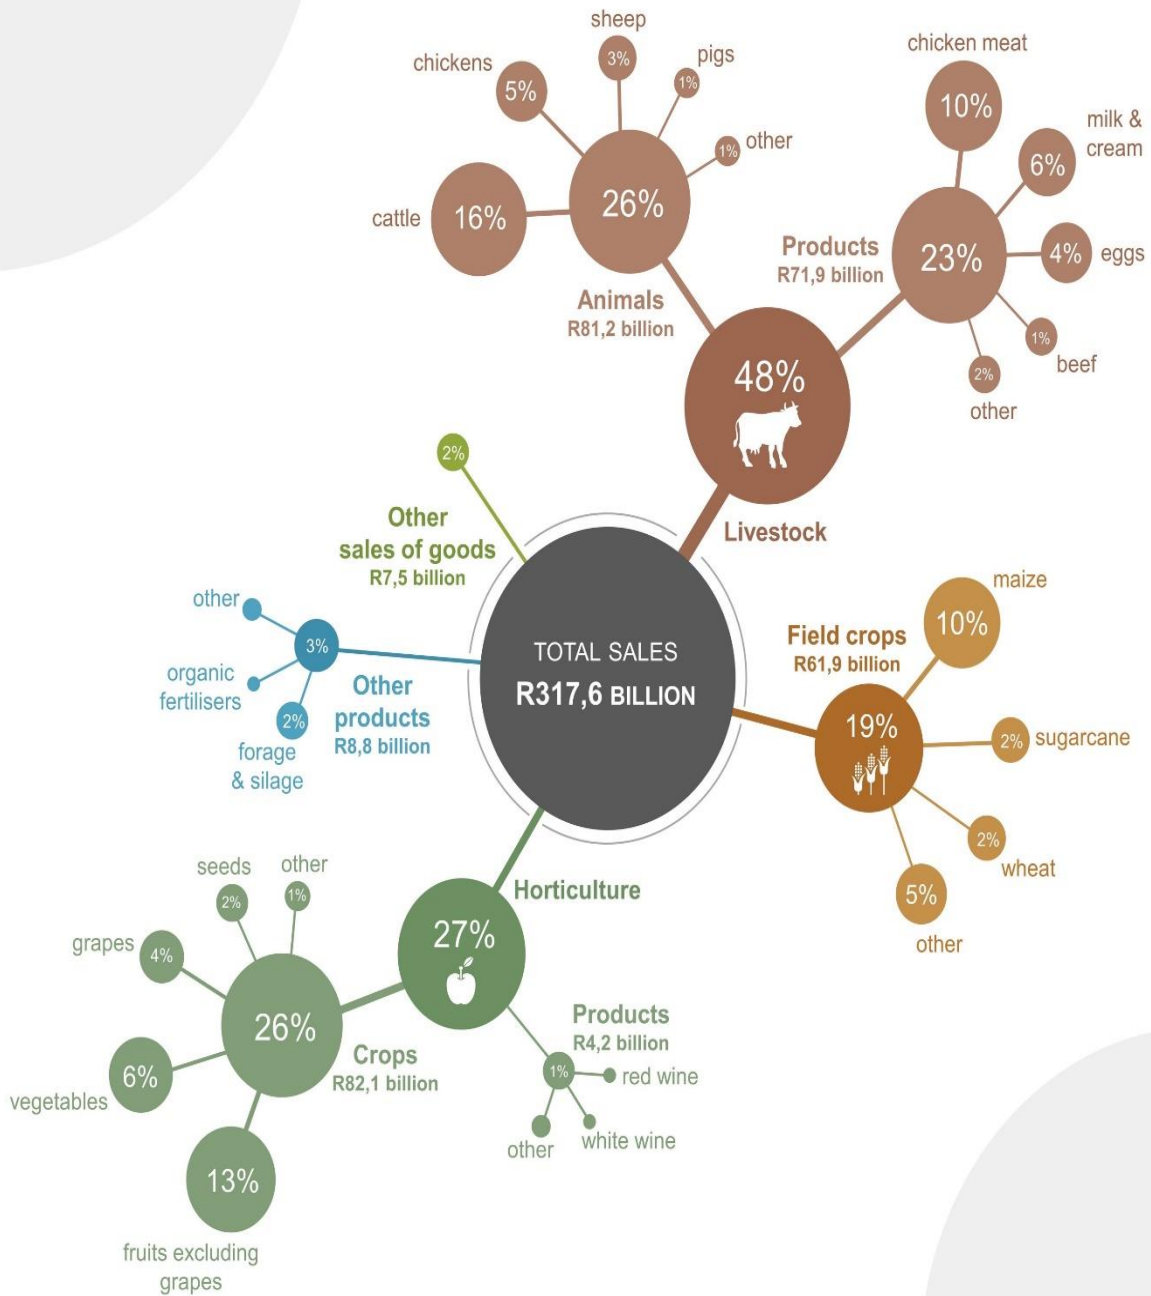 sheep
3%
chickens
5%
pigs
1%
other
1%
cattle
16%
26%
Animals
R81,2 billion
chicken meat
10%
milk &
cream
6%
4%
eggs
1%
beef
2%
other
23%
Products
R71,9 billion
48%
Livestock
2%
Other
sales of goods
R7,5 billion
other
organic
fertilisers
2%
forage
& silage
3%
Other
products
R8,8 billion
TOTAL SALES
R317,6 BILLION
Field crops
R61,9 billion
19%
maize
10%
2%
sugarcane
2%
wheat
5%
other
Horticulture
27%
seeds
2%
other
1%
grapes
4%
26%
Crops
R82,1 billion
6%
vegetables
13%
fruits excluding
grapes
Products
R4,2 billion
1%
red wine
white wine
other